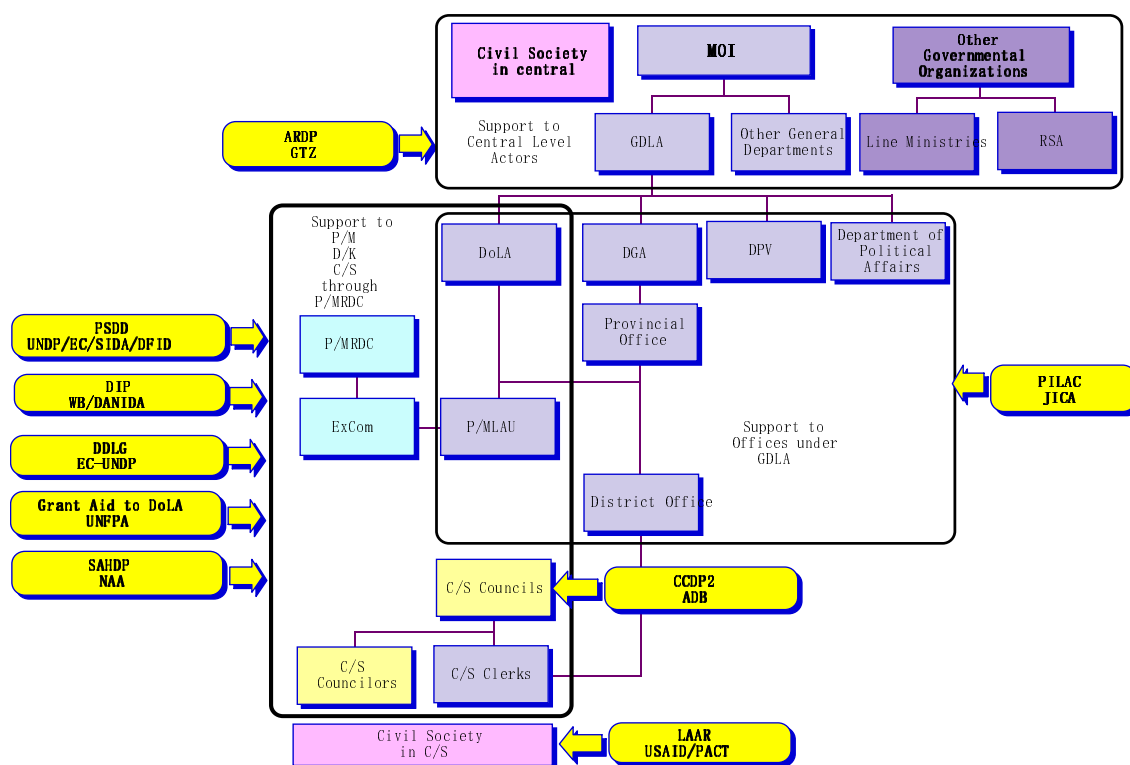 Civil Society
in central
MOI
Other
Governmental
Organizations
ARDP
GTZ
Support to
Central Level
Actors
GDLA
Other General
Departments
Line Ministries
RSA
Support to
P/M
D/K
C/S
through
P/MRDC
DoLA
DGA
DPV
Department of
Political
Affairs
PSDD
UNDP/EC/SIDA/DFID
P/MRDC
Provincial
Office
DIP
WB/DANIDA
PILAC
JICA
ExCom
P/MLAU
Support to
Offices under
GDLA
DDLG
EC-UNDP
Grant Aid to DoLA
UNFPA
District Office
SAHDP
NAA
C/S Councils
CCDP2
ADB
C/S
Councilors
C/S Clerks
Civil Society
in C/S
LAAR
USAID/PACT